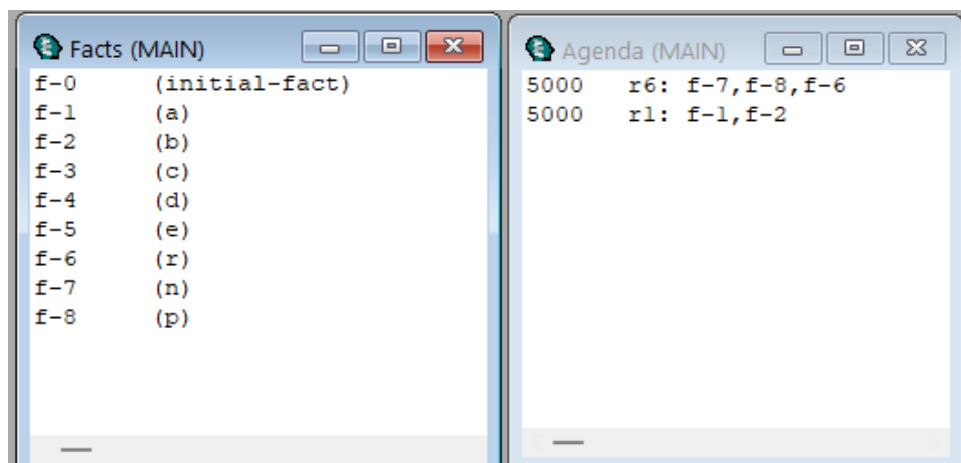 Facts (MAIN)
f-0 (initial-fact)
f-1 (a)
f-2 (b)
f-3 (c)
f-4 (d)
f-5 (e)
f-6 (r)
f-7 (n)
f-8 (p)
Agenda (MAIN)
5000 r6: f-7,f-8,f-6
5000 r1: f-1,f-2